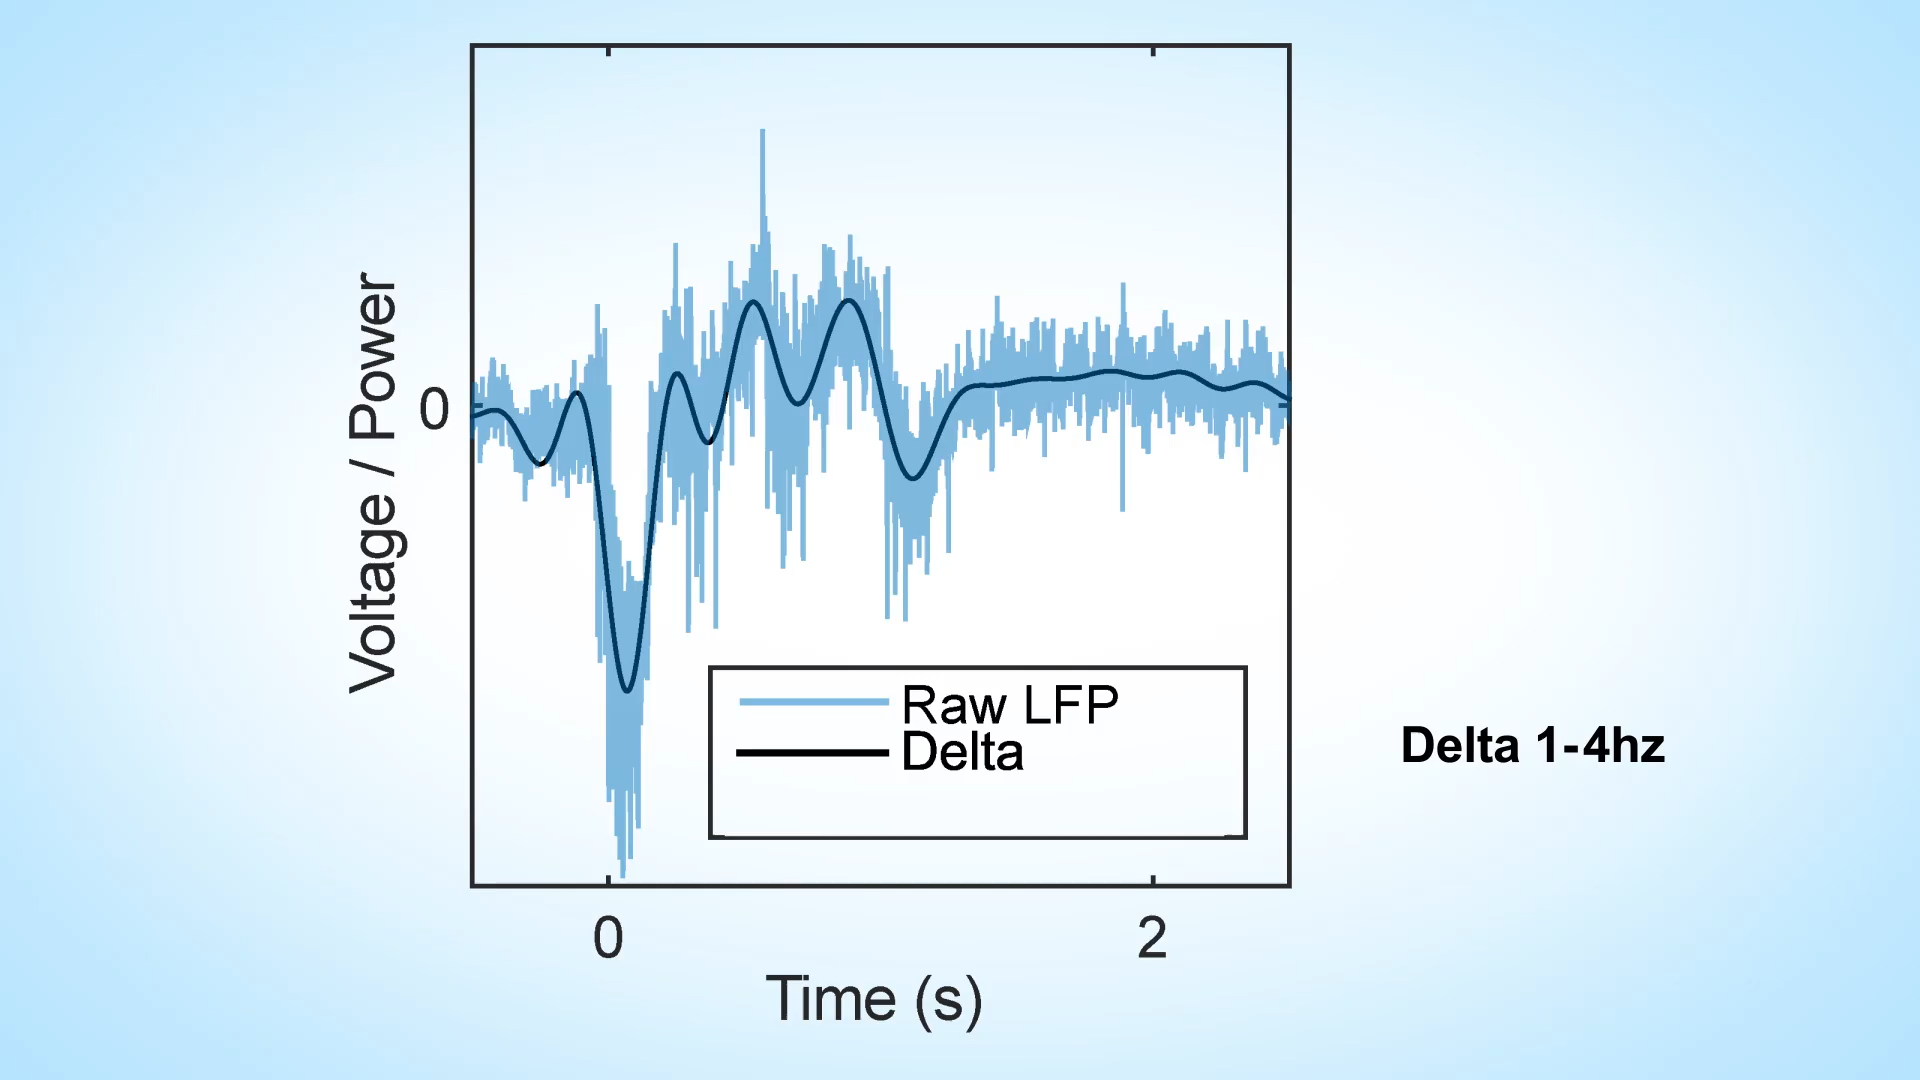 Voltage / Power
0
Raw LFP
Delta
Delta 1-4hz
0
2
Time (s)